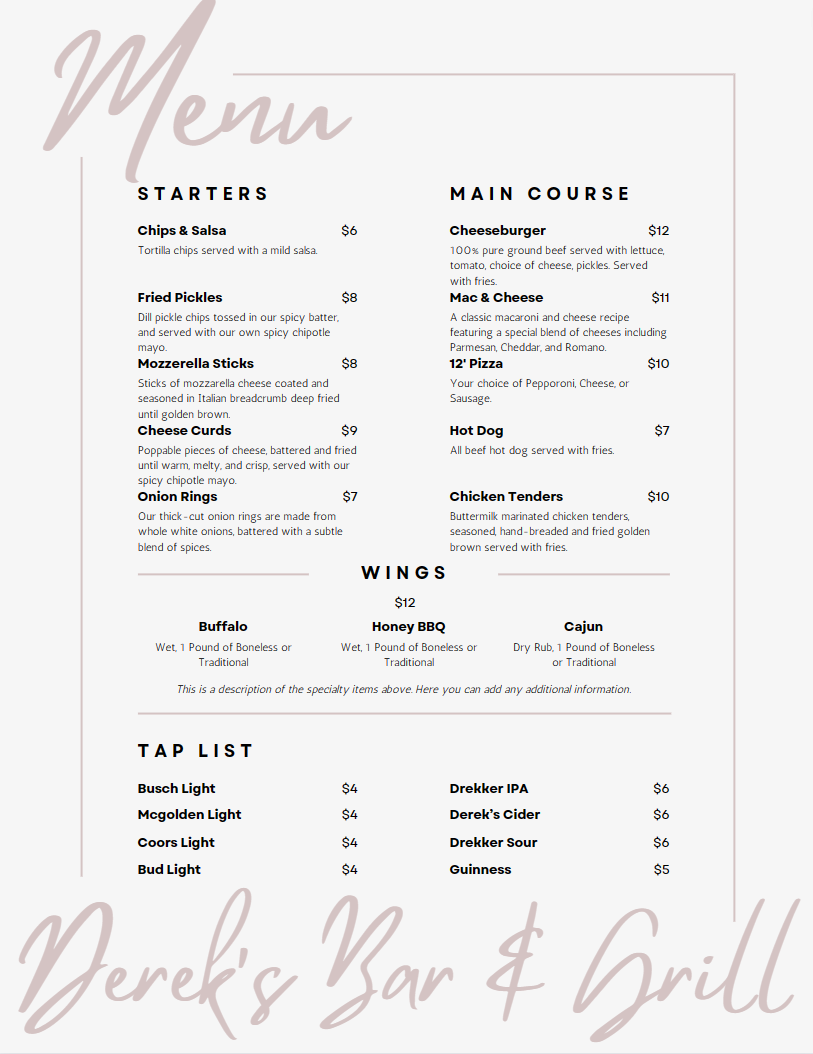 Menu
STARTERS
Chips & Salsa $6
Tortilla chips served with a mild salsa.
Fried Pickles $8
Dill pickle chips tossed in our spicy batter,
and served with our own spicy chipotle
mayo.
Mozzerella Sticks $8
Sticks of mozzarella cheese coated and
seasoned in Italian breadcrumb deep fried
until golden brown.
Cheese Curds $9
Poppable pieces of cheese, battered and fried
until warm, melty, and crisp, served with our
spicy chipotle mayo.
Onion Rings $7
Our thick-cut onion rings are made from
whole white onions, battered with a subtle
blend of spices.
MAIN COURSE
Cheeseburger $12
100% pure ground beef served with lettuce,
tomato, choice of cheese, pickles. Served
with fries.
Mac & Cheese $11
A classic macaroni and cheese recipe
featuring a special blend of cheeses including
Parmesan, Cheddar, and Romano.
12' Pizza $10
Your choice of Pepporoni, Cheese, or
Sausage.
Hot Dog $7
All beef hot dog served with fries.
Chicken Tenders $10
Buttermilk marinated chicken tenders,
seasoned, hand-breaded and fried golden
brown served with fries.
WINGS
$12
Buffalo
Wet, 1 Pound of Boneless or
Traditional
Honey BBQ
Wet, 1 Pound of Boneless or
Traditional
Cajun
Dry Rub, 1 Pound of Boneless
or Traditional
This is a description of the specialty items above. Here you can add any additional information.
TAP LIST
Busch Light $4
Mcgolden Light $4
Coors Light $4
Bud Light $4
Drekker IPA $6
Derek's Cider $6
Drekker Sour $6
Guinness $5
Derek's Bar & Grill